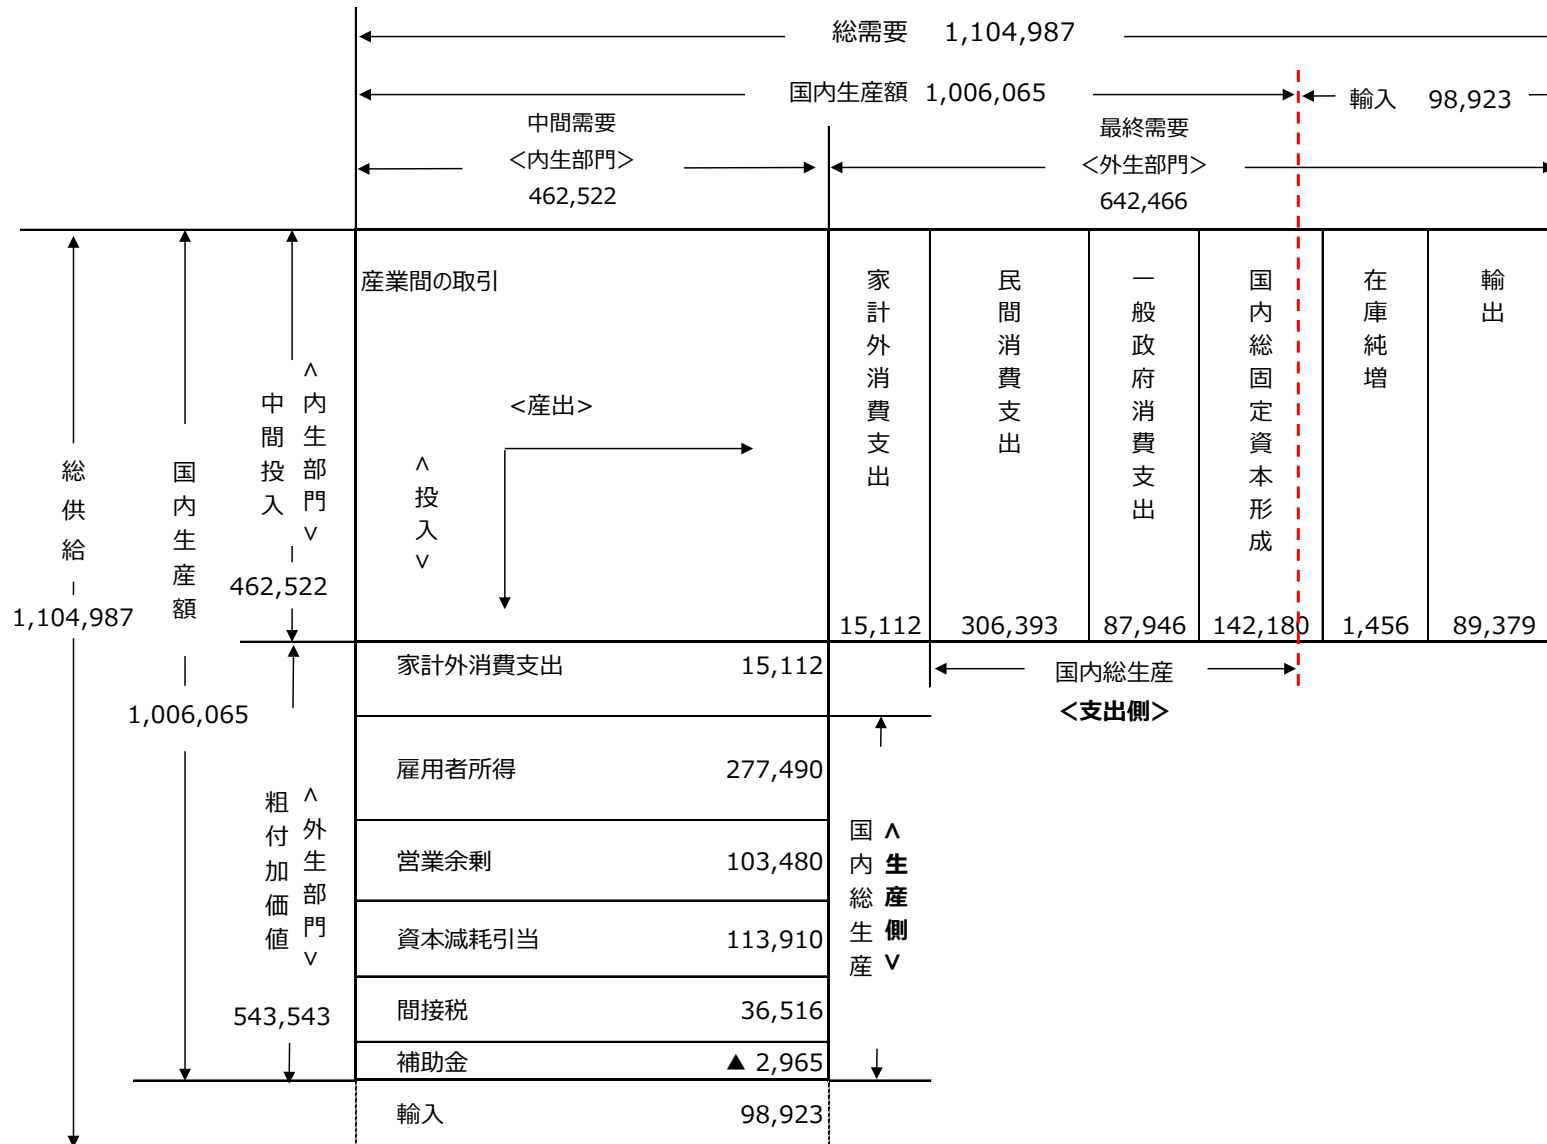 総需要 1,104,987
国内生産額 1,006,065
輸入 98,923
中間需要
<内生部門>
462,522
最終需要
<外生部門>
642,466
総供給
1,104,987
国内生産額
1,006,065
中間投入
<内生部門>
462,522
産業間の取引
<産出>
<投入>
家計外消費支出
15,112
民間消費支出
306,393
一般政府消費支出
87,946
国内総固定資本形成
142,180
在庫純増
1,456
輸出
89,379
国内総生産
<支出側>
粗付加価値
<外生部門>
543,543
家計外消費支出 15,112
雇用者所得 277,490
営業余剰 103,480
資本減耗引当 113,910
間接税 36,516
補助金 ▲ 2,965
輸入 98,923
国内総生産
<生産側>